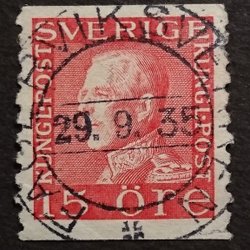 SVERIGE
KUNGL·POST
KUNGL·POST
29. 9. 35
15 ÖRE